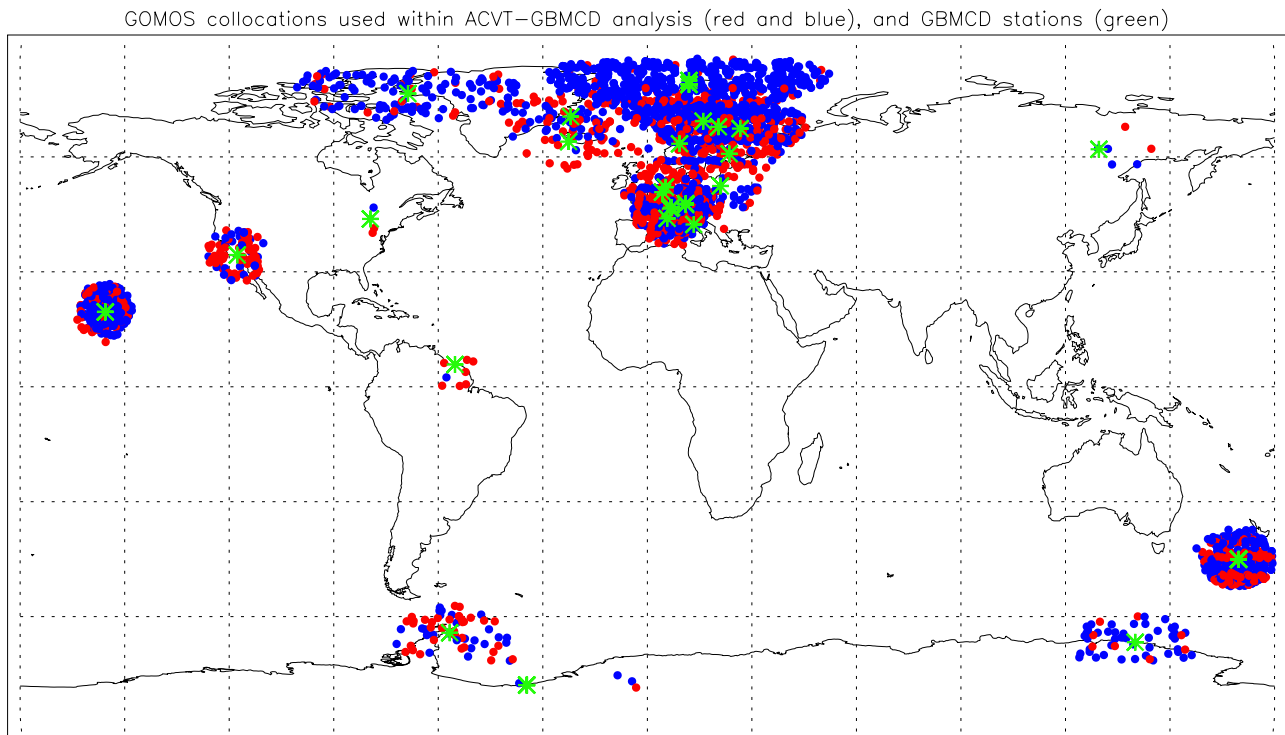 GOMOS collocations used within ACVT-GBMCD analysis (red and blue), and GBMCD stations (green)